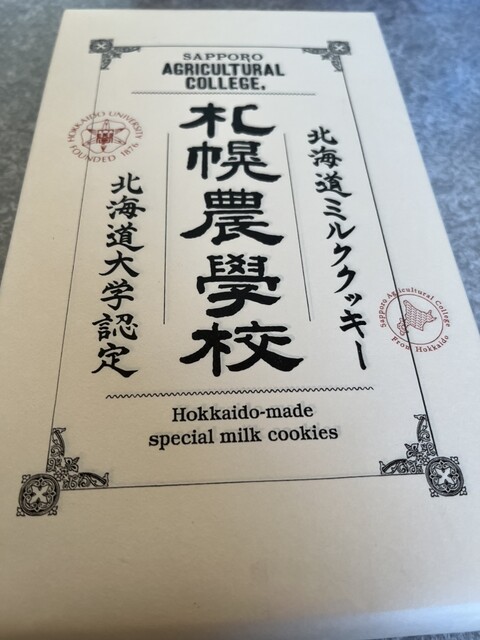 SAPPORO
AGRICULTURAL
COLLEGE.
札幌農學校
北海道ミルククッキー
北海道大学認定
HOKKAIDO UNIVERSITY
FOUNDED 1876
Sapporo Agricultural College
From Hokkaido
Hokkaido-made
special milk cookies